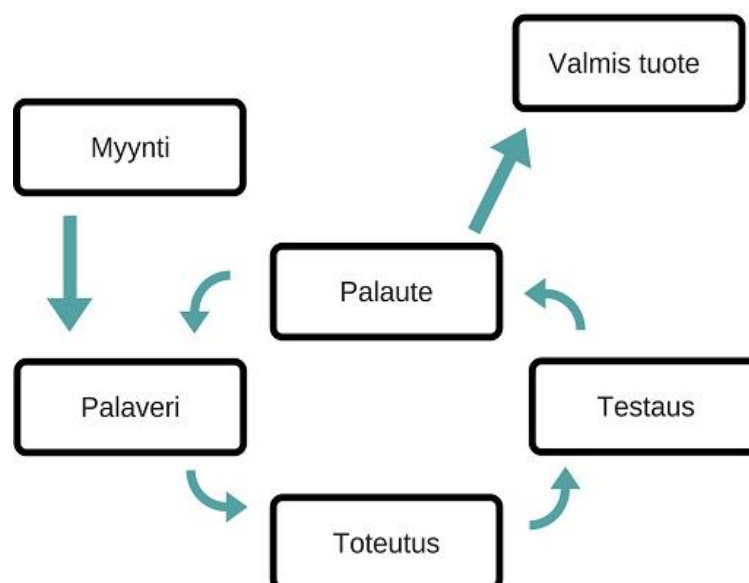 Valmis tuote
Myynti
Palaute
Palaveri
Testaus
Toteutus